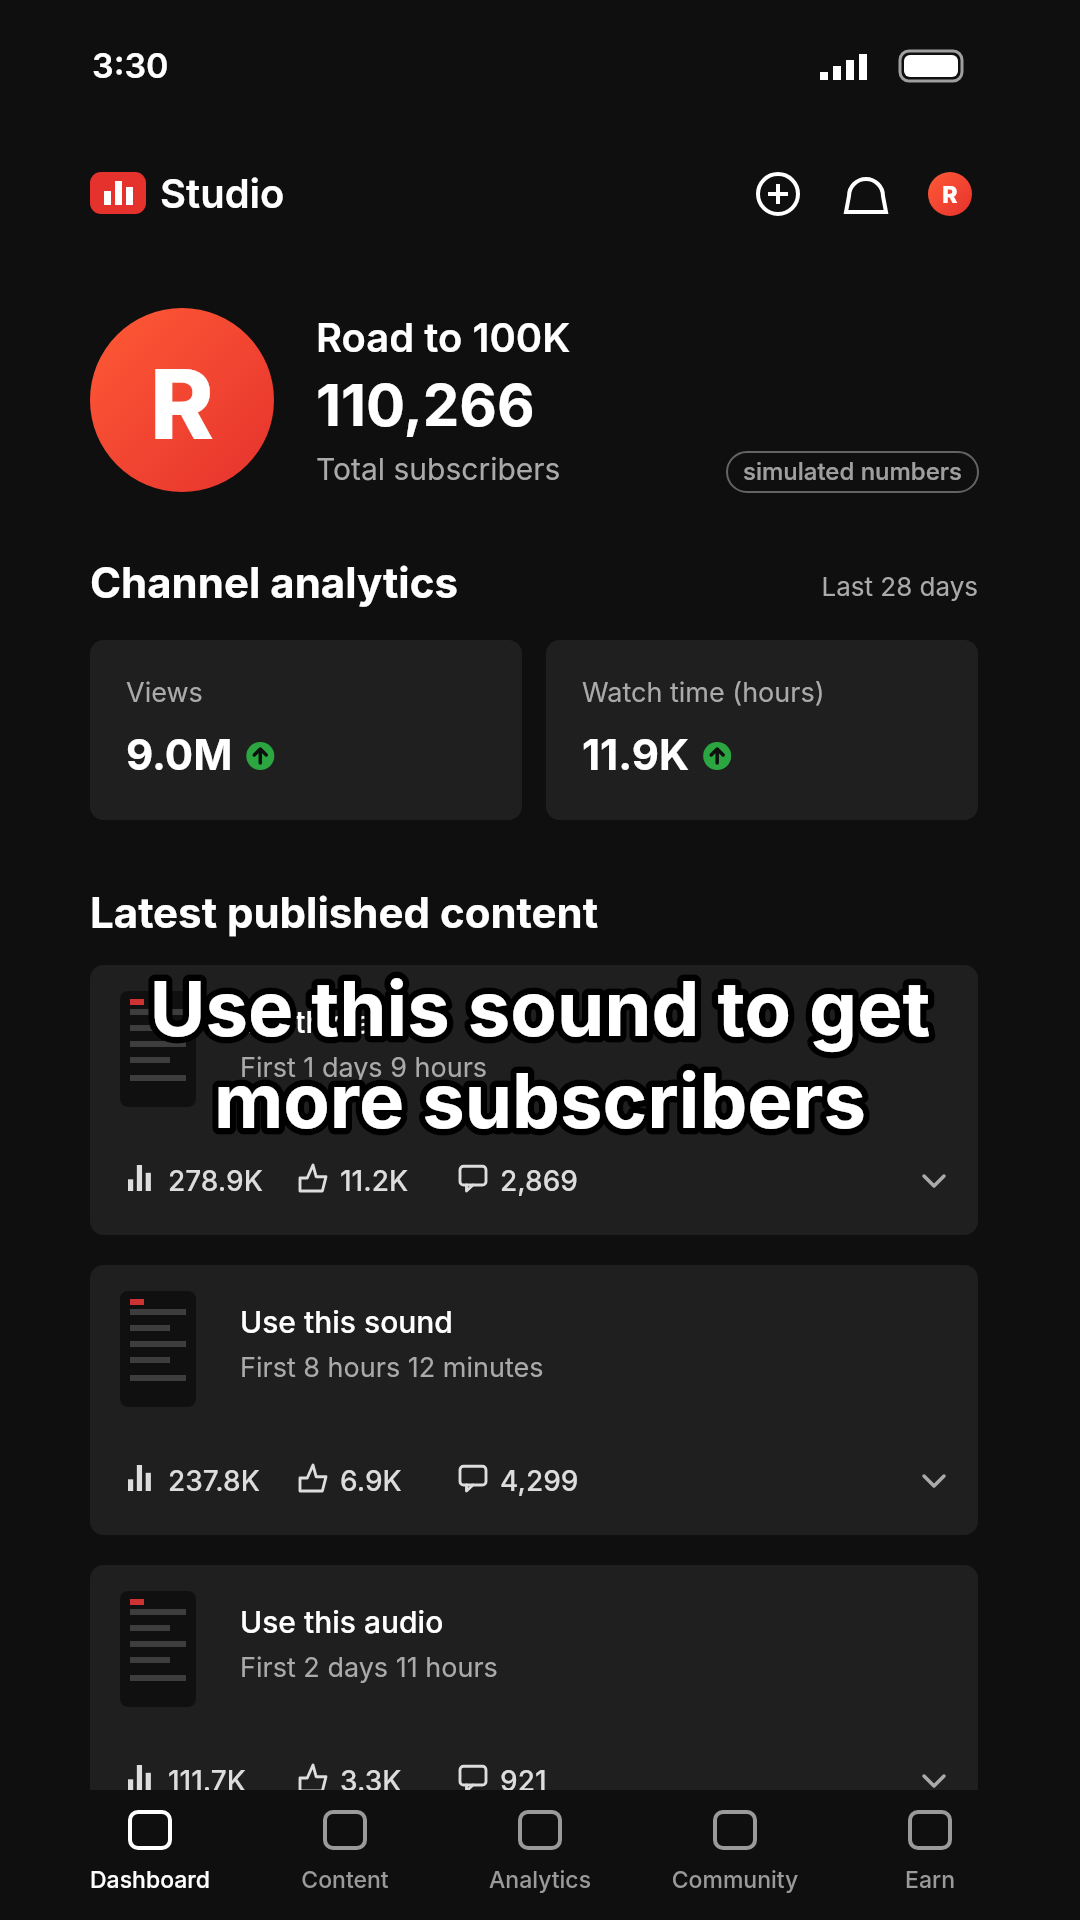 3:30
Studio
R
R
Road to 100K
110,266
Total subscribers
simulated numbers
Channel analytics
Last 28 days
Views
Watch time (hours)
9.0M
11.9K
Latest published content
Use this sound to get
more subscribers
First 1 days 9 hours
278.9K
11.2K
2,869
Use this sound
First 8 hours 12 minutes
237.8K
6.9K
4,299
Use this audio
First 2 days 11 hours
111.7K
3.3K
921
Dashboard
Content
Analytics
Community
Earn